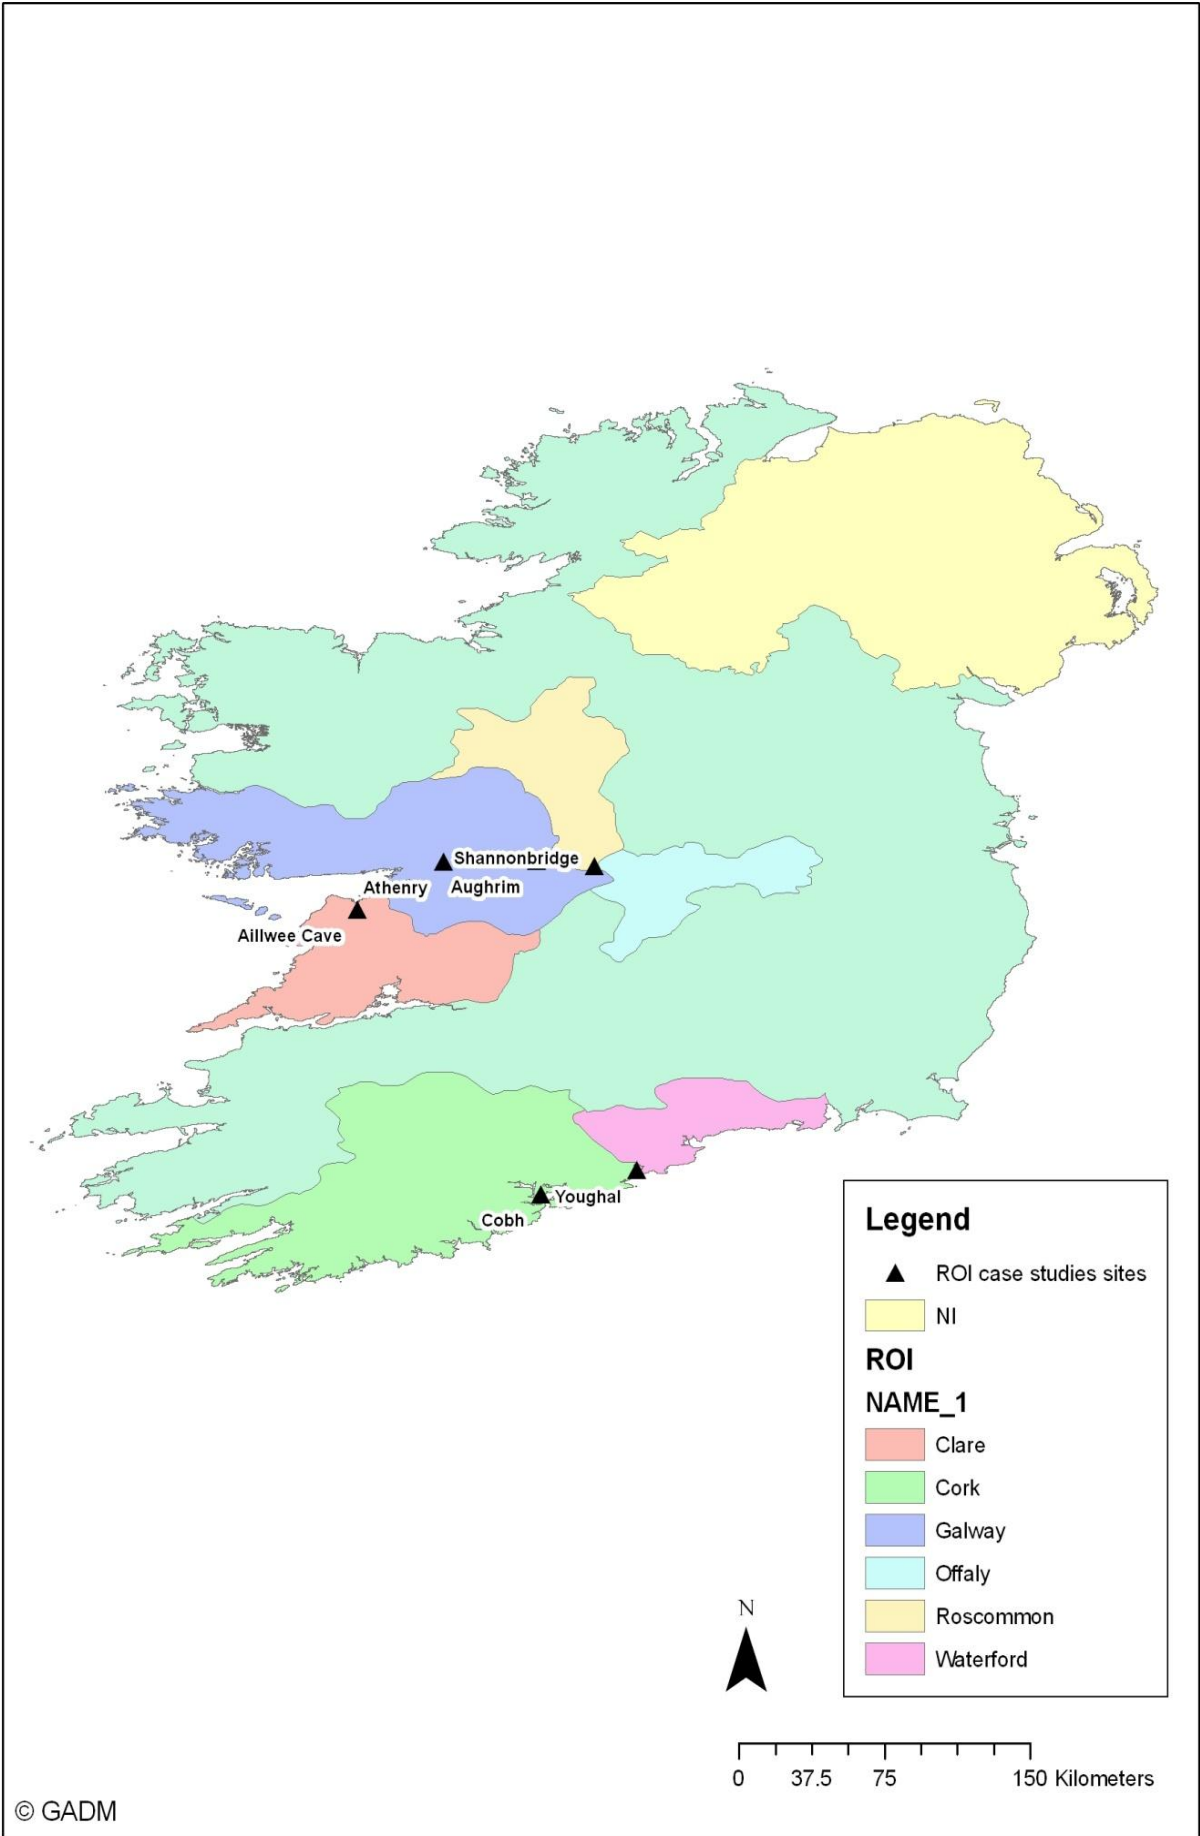 Shannonbridge
Athenry
Aughrim
Aillwee Cave
Youghal
Cobh
Legend
ROI case studies sites
NI
ROI
NAME_1
Clare
Cork
Galway
Offaly
Roscommon
Waterford
N
0 37.5 75 150 Kilometers
© GADM